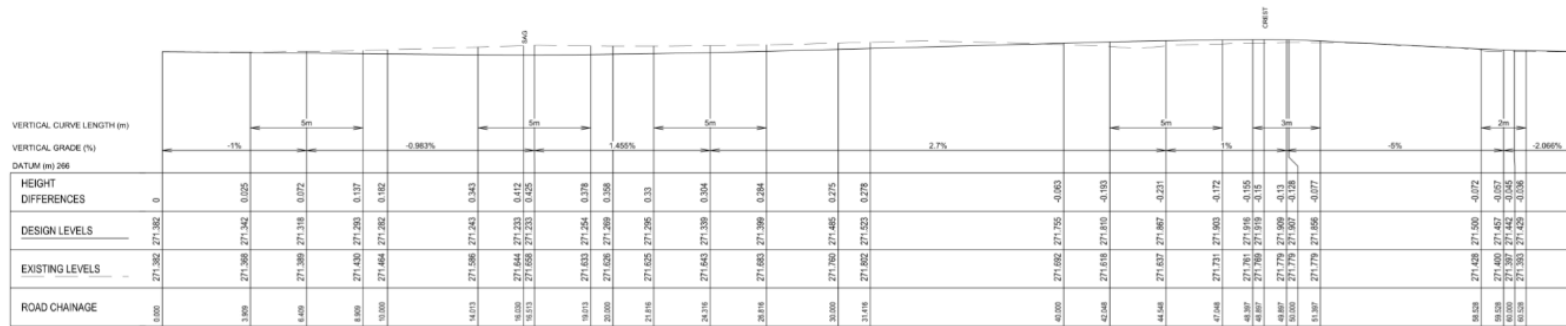 SAG
CREST
VERTICAL CURVE LENGTH (m) 5m 5m 5m 5m 3m 2m
VERTICAL GRADE (%) -1% -0.983% 1.455% 2.7% 1% -5% -2.066%
DATUM (m) 266
HEIGHT
DIFFERENCES 0 0.025 0.072 0.137 0.182 0.343 0.412 0.425 0.378 0.358 0.33 0.304 0.284 0.275 0.278 -0.063 -0.193 -0.231 -0.172 -0.155 -0.15 -0.13 -0.128 -0.077 -0.072 -0.057 -0.045 -0.036
DESIGN LEVELS 271.382 271.342 271.318 271.293 271.282 271.243 271.233 271.233 271.254 271.269 271.295 271.339 271.399 271.485 271.523 271.755 271.810 271.867 271.903 271.916 271.919 271.909 271.907 271.856 271.500 271.457 271.442 271.429
EXISTING LEVELS 271.382 271.368 271.389 271.430 271.464 271.586 271.644 271.658 271.633 271.626 271.625 271.643 271.683 271.760 271.802 271.692 271.618 271.637 271.731 271.761 271.769 271.779 271.779 271.779 271.428 271.400 271.397 271.393
ROAD CHAINAGE 0.000 3.909 6.409 8.909 10.000 14.013 16.030 16.513 19.013 20.000 21.816 24.316 26.816 30.000 31.416 40.000 42.048 44.548 47.048 48.397 48.897 49.897 50.000 51.397 58.528 59.528 60.000 60.528